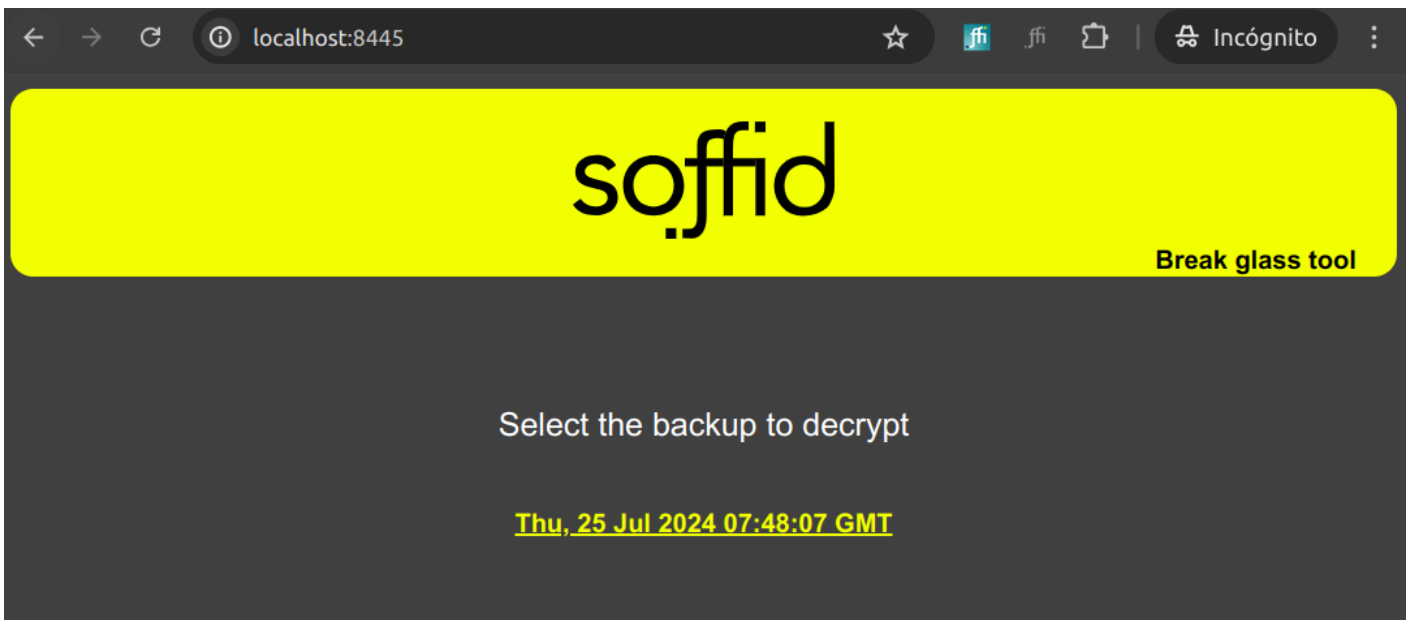 localhost:8445
Incógnito
soffid
Break glass tool
Select the backup to decrypt
Thu, 25 Jul 2024 07:48:07 GMT